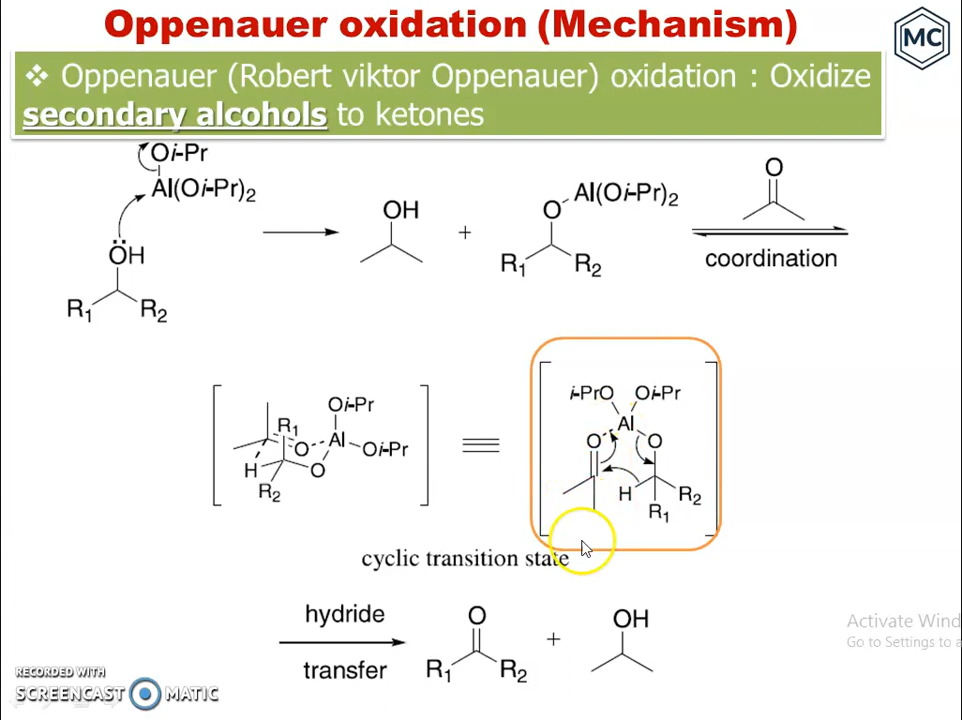 Oppenauer oxidation (Mechanism)
MC
❖ Oppenauer (Robert viktor Oppenauer) oxidation : Oxidize
secondary alcohols to ketones
Oi-Pr
Al(Oi-Pr)2
ÖH
R1 R2
OH
+
O Al(Oi-Pr)2
R1 R2
O
coordination
Oi-Pr
R1 Al
O Oi-Pr
H O
R2
i-PrO Oi-Pr
Al
O O
H R2
R1
cyclic transition state
hydride
transfer
O
R1 R2
+
OH
Activate Wind
Go to Settings to a
RECORDED WITH
SCREENCAST MATIC